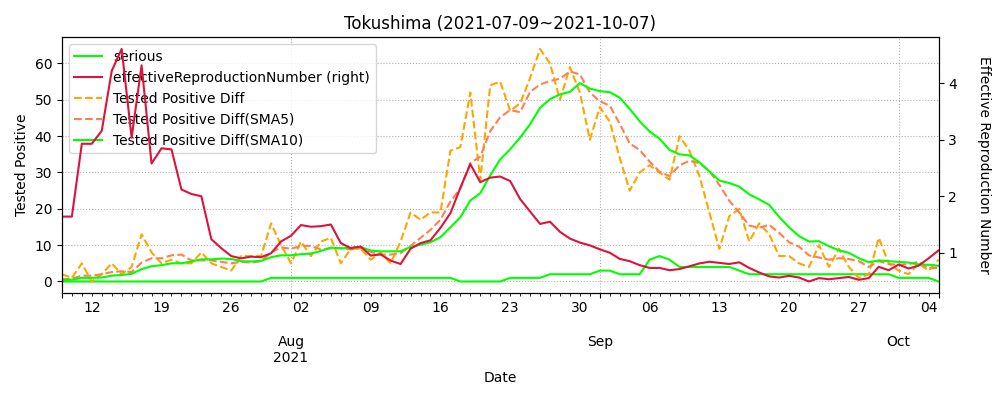 Tokushima (2021-07-09~2021-10-07)
serious
effectiveReproductionNumber (right)
Tested Positive Diff
Tested Positive Diff(SMA5)
Tested Positive Diff(SMA10)
Tested Positive
60
50
40
30
20
10
0
4
3
2
1
Effective Reproduction Number
12 19 02 09 16 23 30 06 13 20 27 04
Aug Sep Oct
2021
Date